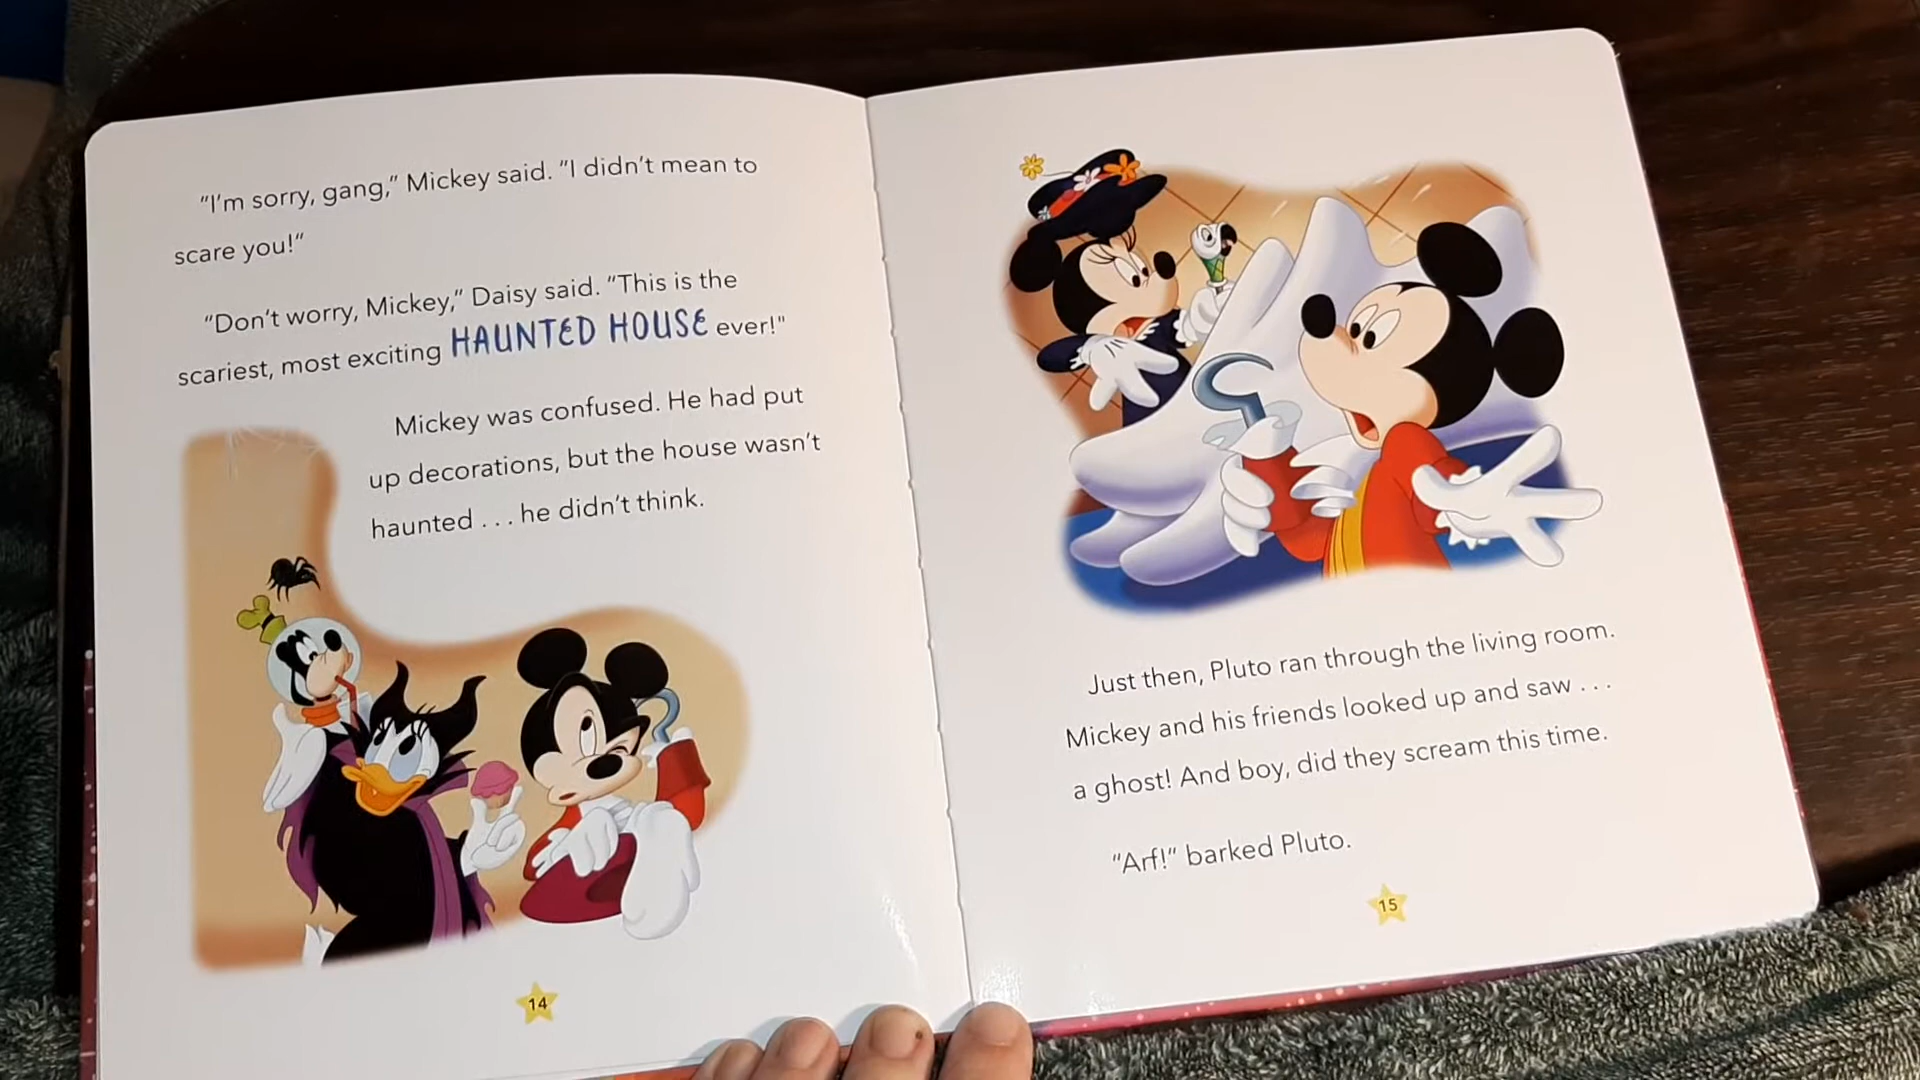 "I'm sorry, gang," Mickey said. "I didn't mean to
scare you!"
"Don't worry, Mickey," Daisy said. "This is the
scariest, most exciting HAUNTED HOUSE ever!"
Mickey was confused. He had put
up decorations, but the house wasn't
haunted . . . he didn't think.
14
Just then, Pluto ran through the living room.
Mickey and his friends looked up and saw . . .
a ghost! And boy, did they scream this time.
"Arf!" barked Pluto.
15